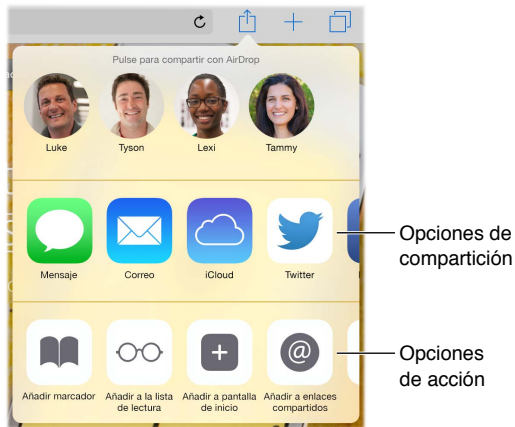 Pulse para compartir con AirDrop
Luke
Tyson
Lexi
Tammy
Mensaje
Correo
iCloud
Twitter
Opciones de
compartición
Añadir marcador
Añadir a la lista
de lectura
Añadir a pantalla
de inicio
Añadir a enlaces
compartidos
Opciones
de acción